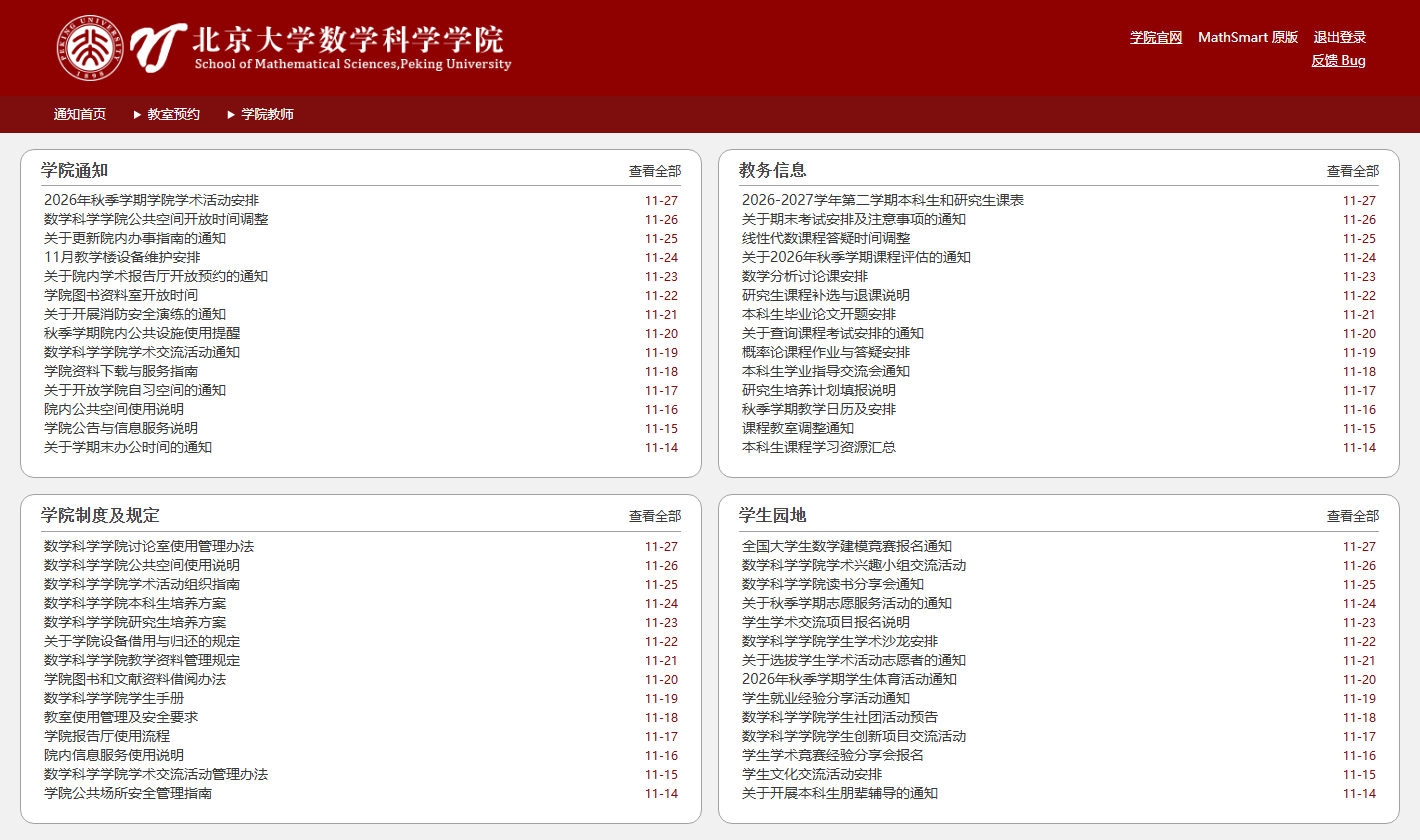 北京大学数学科学学院
School of Mathematical Sciences,Peking University
PEKING UNIVERSITY
1898
学院官网 MathSmart 原版 退出登录
反馈 Bug
通知首页 ▶ 教室预约 ▶ 学院教师
学院通知 查看全部
2026年秋季学期学院学术活动安排 11-27
数学科学学院公共空间开放时间调整 11-26
关于更新院内办事指南的通知 11-25
11月教学楼设备维护安排 11-24
关于院内学术报告厅开放预约的通知 11-23
学院图书资料室开放时间 11-22
关于开展消防安全演练的通知 11-21
秋季学期院内公共设施使用提醒 11-20
数学科学学院学术交流活动通知 11-19
学院资料下载与服务指南 11-18
关于开放学院自习空间的通知 11-17
院内公共空间使用说明 11-16
学院公告与信息服务说明 11-15
关于学期末办公时间的通知 11-14
教务信息 查看全部
2026-2027学年第二学期本科生和研究生课表 11-27
关于期末考试安排及注意事项的通知 11-26
线性代数课程答疑时间调整 11-25
关于2026年秋季学期课程评估的通知 11-24
数学分析讨论课安排 11-23
研究生课程补选与退课说明 11-22
本科生毕业论文开题安排 11-21
关于查询课程考试安排的通知 11-20
概率论课程作业与答疑安排 11-19
本科生学业指导交流会通知 11-18
研究生培养计划填报说明 11-17
秋季学期教学日历及安排 11-16
课程教室调整通知 11-15
本科生课程学习资源汇总 11-14
学院制度及规定 查看全部
数学科学学院讨论室使用管理办法 11-27
数学科学学院公共空间使用说明 11-26
数学科学学院学术活动组织指南 11-25
数学科学学院本科生培养方案 11-24
数学科学学院研究生培养方案 11-23
关于学院设备借用与归还的规定 11-22
数学科学学院教学资料管理规定 11-21
学院图书和文献资料借阅办法 11-20
数学科学学院学生手册 11-19
教室使用管理及安全要求 11-18
学院报告厅使用流程 11-17
院内信息服务使用说明 11-16
数学科学学院学术交流活动管理办法 11-15
学院公共场所安全管理指南 11-14
学生园地 查看全部
全国大学生数学建模竞赛报名通知 11-27
数学科学学院学术兴趣小组交流活动 11-26
数学科学学院读书分享会通知 11-25
关于秋季学期志愿服务活动的通知 11-24
学生学术交流项目报名说明 11-23
数学科学学院学生学术沙龙安排 11-22
关于选拔学生学术活动志愿者的通知 11-21
2026年秋季学期学生体育活动通知 11-20
学生就业经验分享活动通知 11-19
数学科学学院学生社团活动预告 11-18
数学科学学院学生创新项目交流活动 11-17
学生学术竞赛经验分享会报名 11-16
学生文化交流活动安排 11-15
关于开展本科生朋辈辅导的通知 11-14